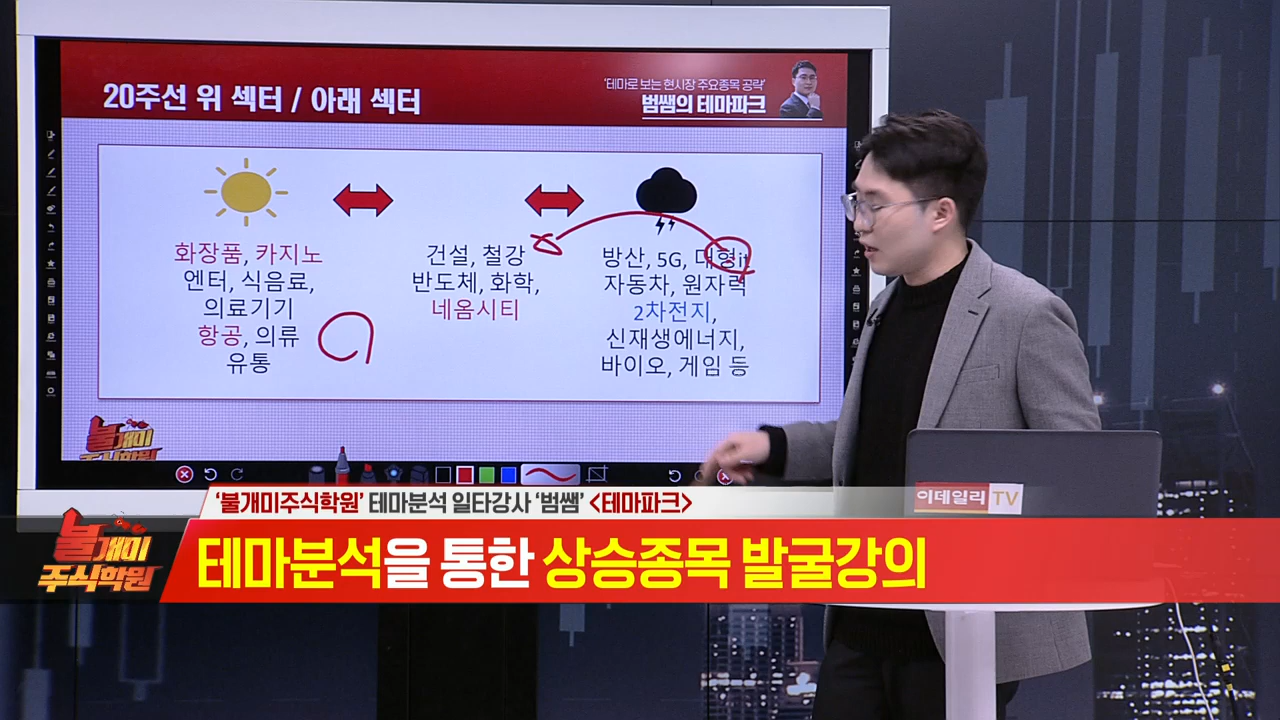 20주선 위 섹터 / 아래 섹터
'테마로 보는 현시장 주요종목 공략'
범쌤의 테마파크
화장품, 카지노
엔터, 식음료,
의료기기
항공, 의류
유통
건설, 철강
반도체, 화학,
네옴시티
방산, 5G, 대형it
자동차, 원자력
2차전지,
신재생에너지,
바이오, 게임 등
불개미
주식학원
이데일리TV
'불개미주식학원' 테마분석 일타강사 '범쌤' <테마파크>
불개미
주식학원
테마분석을 통한 상승종목 발굴강의